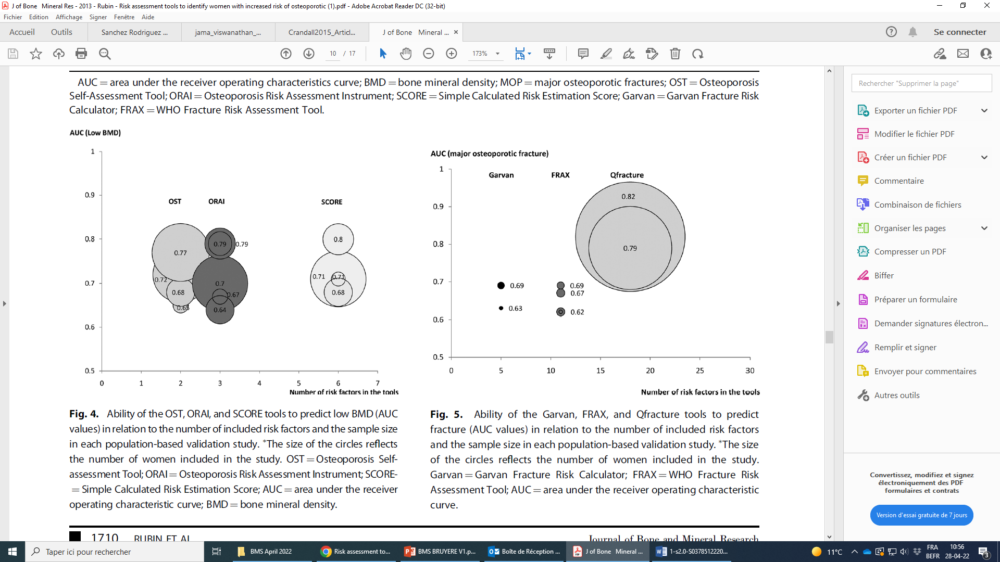 J of Bone   Mineral Res - 2013 - Rubin - Risk assessment tools to identify women with increased risk of osteoporotic (1).pdf - Adobe Acrobat Reader DC (32-bit)
Fichier Edition Affichage Signer Fenêtre Aide
Accueil Outils Sanchez Rodriguez ... jama_viswanathan_... Crandall2015_Articl... J of Bone   Mineral ... × Se connecter
10 / 17 173%
AUC = area under the receiver operating characteristics curve; BMD = bone mineral density; MOP = major osteoporotic fractures; OST = Osteoporosis
Self-Assessment Tool; ORAI = Osteoporosis Risk Assessment Instrument; SCORE = Simple Calculated Risk Estimation Score; Garvan = Garvan Fracture Risk
Calculator; FRAX = WHO Fracture Risk Assessment Tool.
AUC (Low BMD)
1
0.9
0.8
0.7
0.6
0.5
OST ORAI SCORE
0.77
0.72
0.68
0.65
0.79 0.79
0.7
0.67
0.64
0.8
0.71 0.71
0.68
0 1 2 3 4 5 6 7
Number of risk factors in the tools
Fig. 4. Ability of the OST, ORAI, and SCORE tools to predict low BMD (AUC
values) in relation to the number of included risk factors and the sample size
in each population-based validation study. *The size of the circles reflects
the number of women included in the study. OST = Osteoporosis Self-
assessment Tool; ORAI = Osteoporosis Risk Assessment Instrument; SCORE-
= Simple Calculated Risk Estimation Score; AUC = area under the receiver
operating characteristic curve; BMD = bone mineral density.
AUC (major osteoporotic fracture)
1
0.9
0.8
0.7
0.6
0.5
Garvan FRAX Qfracture
0.82
0.79
0.69
0.63
0.69
0.67
0.62
0 5 10 15 20 25 30
Number of risk factors in the tools
Fig. 5. Ability of the Garvan, FRAX, and Qfracture tools to predict
fracture (AUC values) in relation to the number of included risk factors
and the sample size in each population-based validation study. *The size
of the circles reflects the number of women included in the study.
Garvan = Garvan Fracture Risk Calculator; FRAX = WHO Fracture Risk
Assessment Tool; AUC = area under the receiver operating characteristic
curve.
1710 RUBIN ET AL. Journal of Bone and Mineral Research
Rechercher "Supprimer la page"
Exporter un fichier PDF
Modifier le fichier PDF
Créer un fichier PDF
Commentaire
Combinaison de fichiers
Organiser les pages
Compresser un PDF
Biffer
Préparer un formulaire
Demander signatures électron...
Remplir et signer
Envoyer pour commentaires
Autres outils
Convertissez, modifiez et signez
électroniquement des PDF
formulaires et contrats
Version d'essai gratuite de 7 jours
Taper ici pour rechercher
BMS April 2022
Risk assessment to...
BMS BRUYERE V1.p...
Boîte de Réception ...
J of Bone   Mineral ...
1-s2.0-S0378512220...
11°C
FRA
BEFR
10:56
28-04-22
3